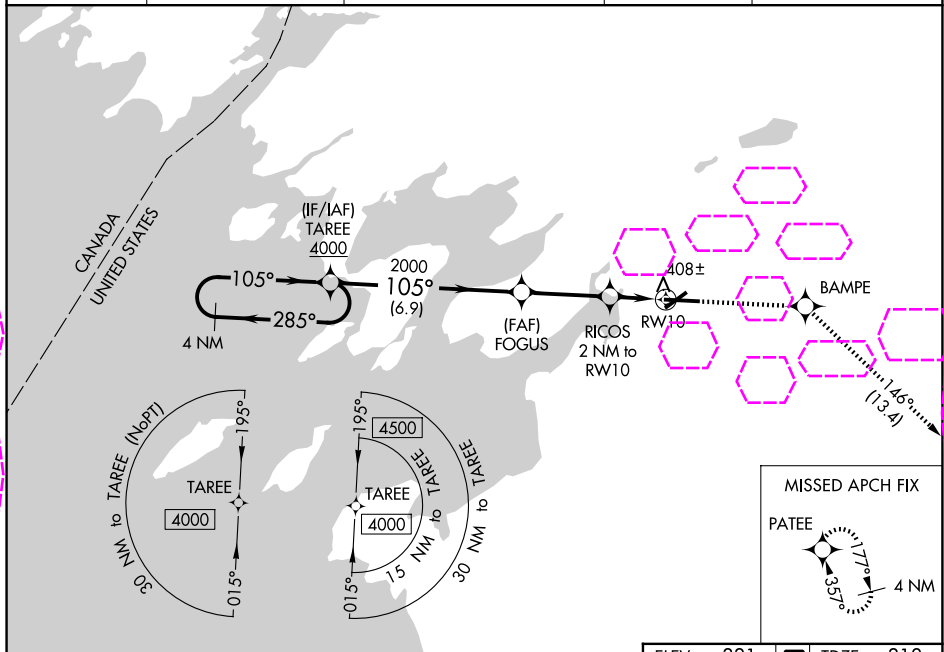 CANADA
UNITED STATES
(IF/IAF)
TAREE
4000
105°
285°
4 NM
2000
105°
(6.9)
(FAF)
FOGUS
RICOS
2 NM to
RW10
408±
RW10
BAMPE
146°
(13.4)
30 NM to TAREE (NoPT)
195°
TAREE
4000
015°
195°
4500
TAREE
4000
15 NM to TAREE
30 NM to TAREE
015°
MISSED APCH FIX
PATEE
177°
357°
4 NM